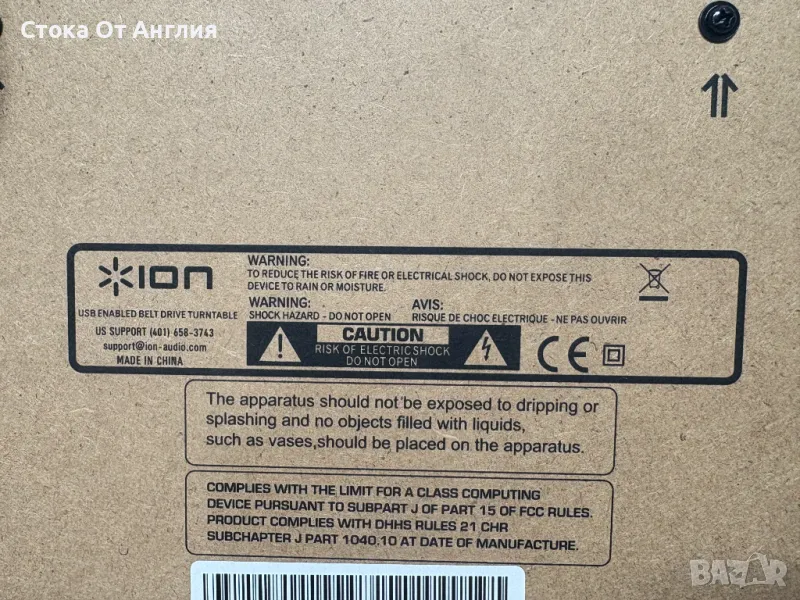 Стока От Англия
ION
USB ENABLED BELT DRIVE TURNTABLE
US SUPPORT (401) 658-3743
support@ion-audio.com
MADE IN CHINA
WARNING:
TO REDUCE THE RISK OF FIRE OR ELECTRICAL SHOCK, DO NOT EXPOSE THIS
DEVICE TO RAIN OR MOISTURE.
WARNING:
SHOCK HAZARD - DO NOT OPEN
AVIS:
RISQUE DE CHOC ELECTRIQUE - NE PAS OUVRIR
CAUTION
RISK OF ELECTRIC SHOCK
DO NOT OPEN
CE
The apparatus should not be exposed to dripping or
splashing and no objects filled with liquids,
such as vases,should be placed on the apparatus.
COMPLIES WITH THE LIMIT FOR A CLASS COMPUTING
DEVICE PURSUANT TO SUBPART J OF PART 15 OF FCC RULES.
PRODUCT COMPLIES WITH DHHS RULES 21 CHR
SUBCHAPTER J PART 1040.10 AT DATE OF MANUFACTURE.
BAZAR